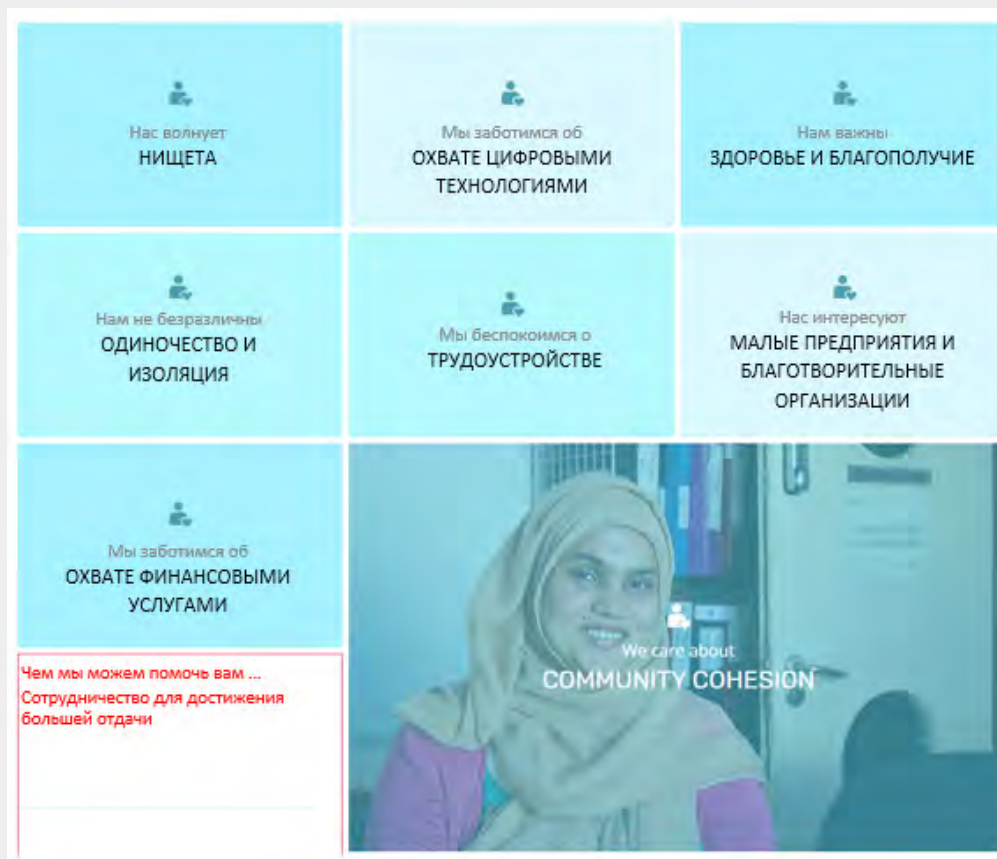 Нас волнует
НИЩЕТА
Мы заботимся об
ОХВАТЕ ЦИФРОВЫМИ
ТЕХНОЛОГИЯМИ
Нам важны
ЗДОРОВЬЕ И БЛАГОПОЛУЧИЕ
Нам не безразличны
ОДИНОЧЕСТВО И
ИЗОЛЯЦИЯ
Мы беспокоимся о
ТРУДОУСТРОЙСТВЕ
Нас интересуют
МАЛЫЕ ПРЕДПРИЯТИЯ И
БЛАГОТВОРИТЕЛЬНЫЕ
ОРГАНИЗАЦИИ
Мы заботимся об
ОХВАТЕ ФИНАНСОВЫМИ
УСЛУГАМИ
We care about
COMMUNITY COHESION
Чем мы можем помочь вам ...
Сотрудничество для достижения
большей отдачи